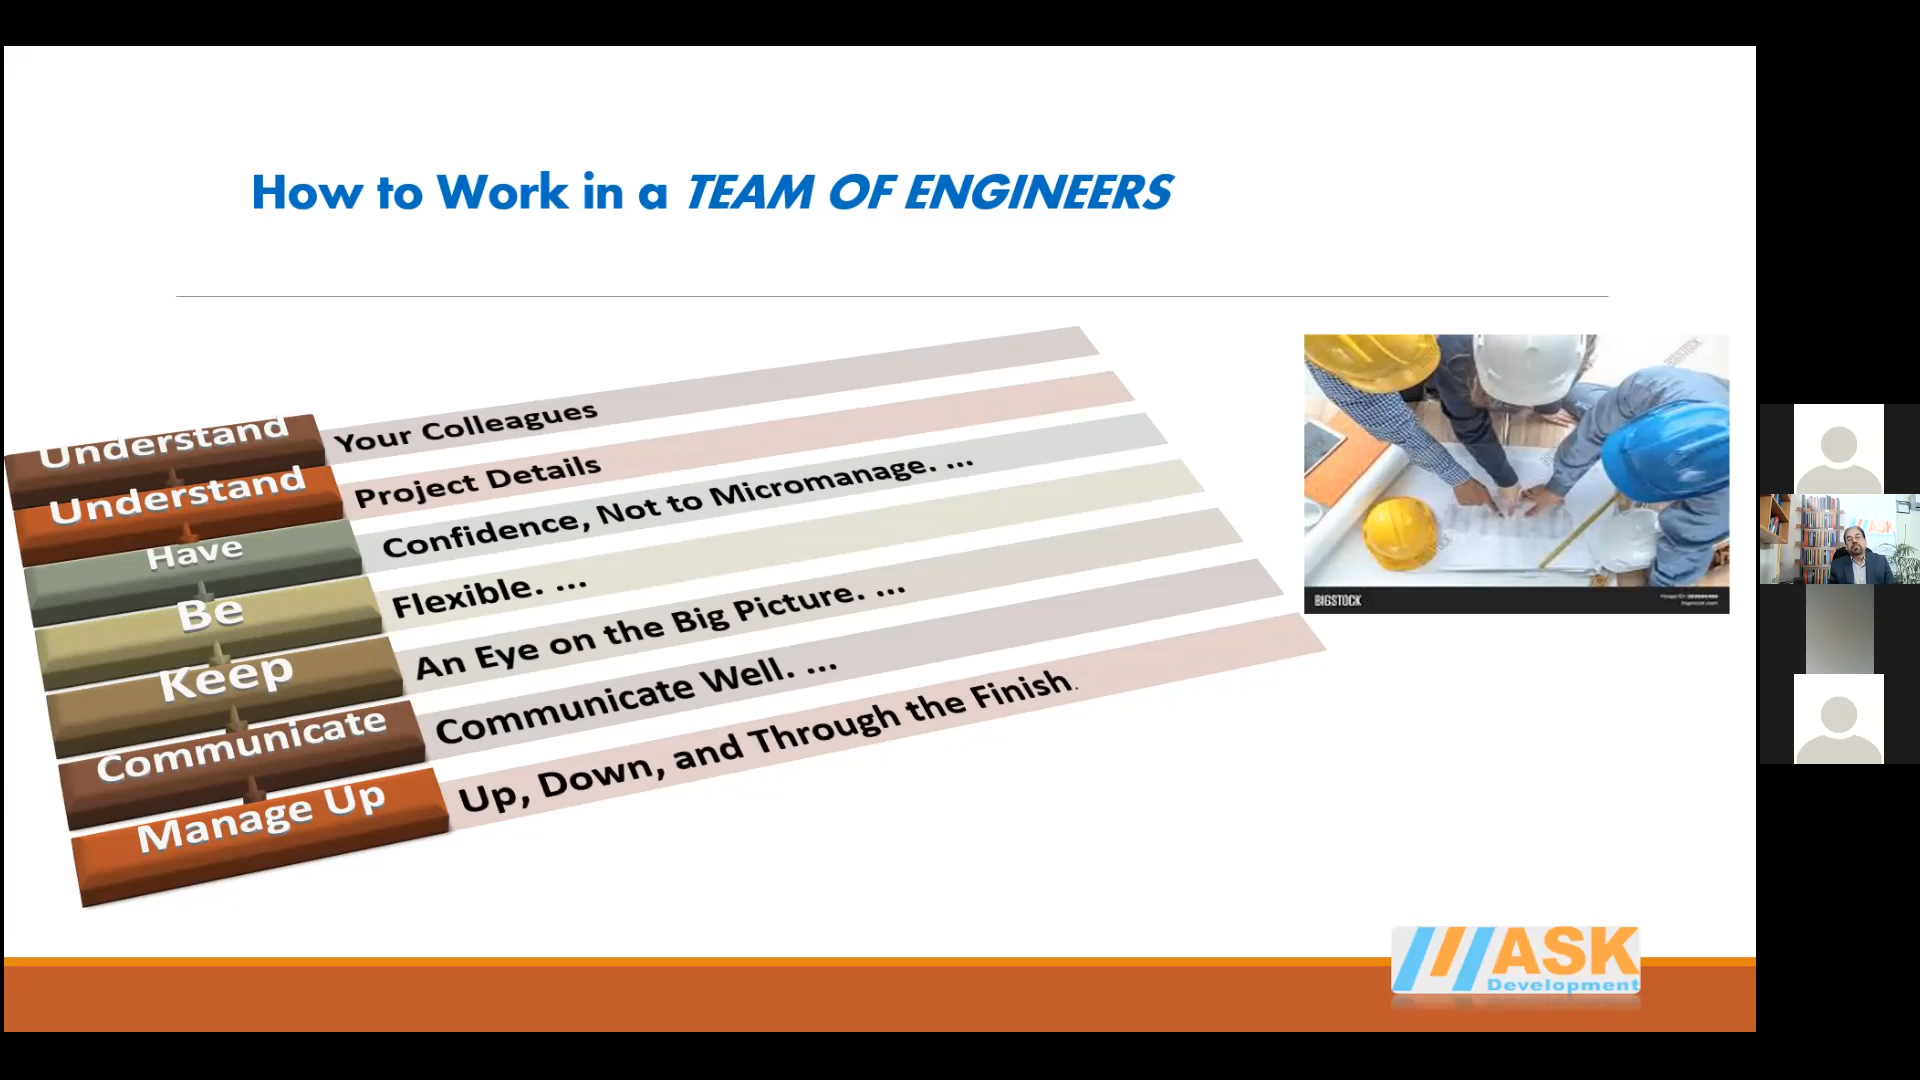 How to Work in a TEAM OF ENGINEERS
Understand Your Colleagues
Understand Project Details
Have Confidence, Not to Micromanage. ...
Be Flexible. ...
Keep An Eye on the Big Picture. ...
Communicate Communicate Well. ...
Manage Up Up, Down, and Through the Finish.
BIGSTOCK
ASK
Development
ASK